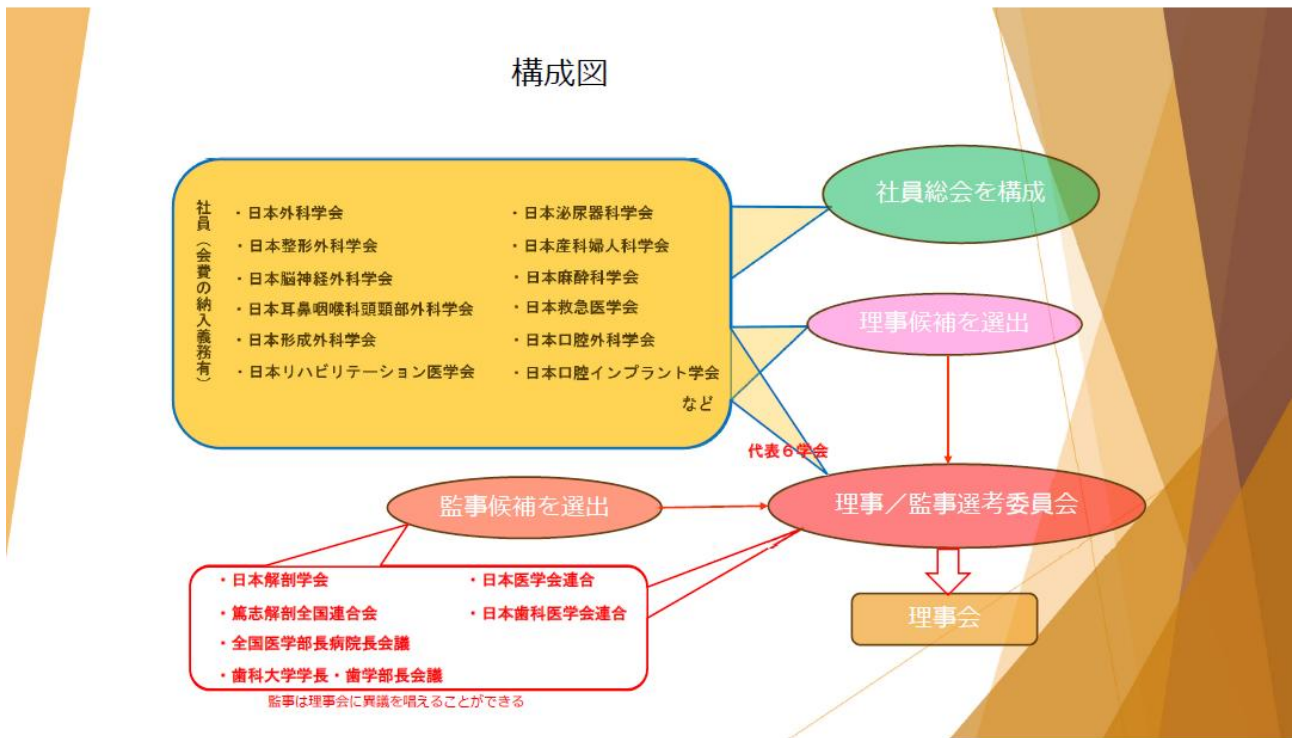 構成図
社員（会費の納入義務有）
・日本外科学会
・日本整形外科学会
・日本脳神経外科学会
・日本耳鼻咽喉科頭頸部外科学会
・日本形成外科学会
・日本リハビリテーション医学会
・日本泌尿器科学会
・日本産科婦人科学会
・日本麻酔科学会
・日本救急医学会
・日本口腔外科学会
・日本口腔インプラント学会
など
社員総会を構成
理事候補を選出
代表６学会
監事候補を選出
理事／監事選考委員会
・日本解剖学会
・篤志解剖全国連合会
・全国医学部長病院長会議
・歯科大学学長・歯学部長会議
・日本医学会連合
・日本歯科医学会連合
監事は理事会に異議を唱えることができる
理事会